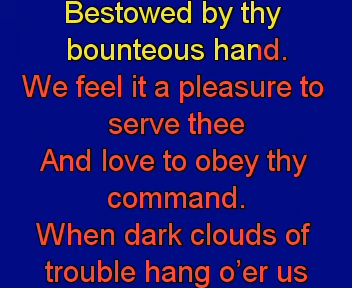 Bestowed by thy
bounteous hand.
We feel it a pleasure to
serve thee
And love to obey thy
command.
When dark clouds of
trouble hang o’er us